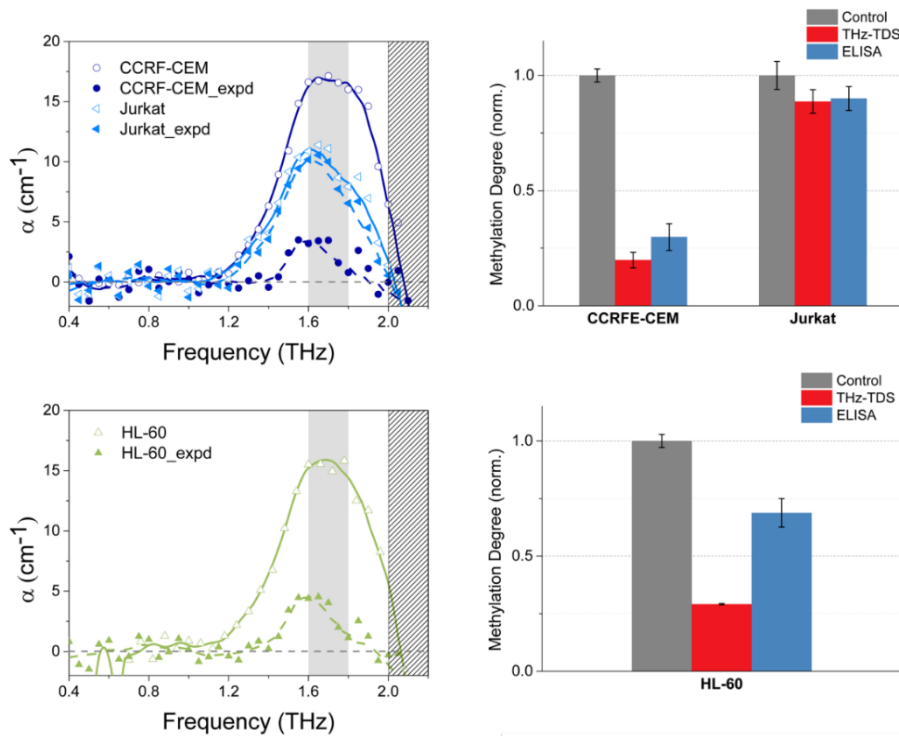 CCRF-CEM
CCRF-CEM_expd
Jurkat
Jurkat_expd
α (cm⁻¹)
20
15
10
5
0
0.4 0.8 1.2 1.6 2.0
Frequency (THz)
Control
THz-TDS
ELISA
Methylation Degree (norm.)
1.0
0.5
0.0
CCRFE-CEM Jurkat
HL-60
HL-60_expd
α (cm⁻¹)
20
15
10
5
0
0.4 0.8 1.2 1.6 2.0
Frequency (THz)
Control
THz-TDS
ELISA
Methylation Degree (norm.)
1.0
0.5
0.0
HL-60